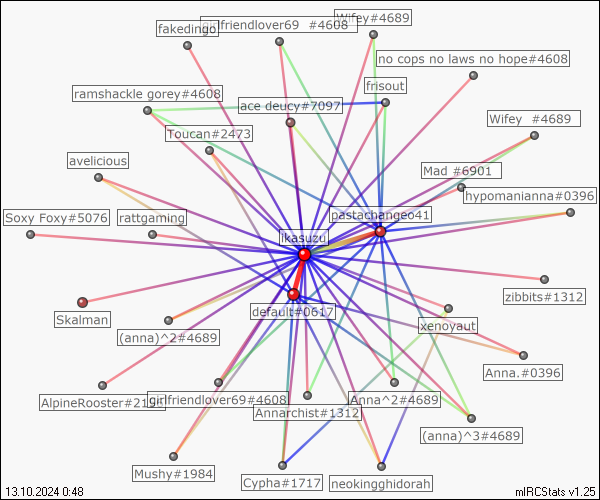 fakedingo
girlfriendlover69 #4608
Wifey#4689
no cops no laws no hope#4608
frisout
ramshackle gorey#4608
ace deucy#7097
Wifey #4689
Toucan#2473
avelicious
Mad #6901
hypomanianna#0396
Soxy Foxy#5076
rattgaming
pastachangeo41
ikasuzu
zibbits#1312
default#0617
Skalman
xenoyaut
(anna)^2#4689
Anna.#0396
AlpineRooster#2191
girlfriendlover69#4608
Annarchist#1312
Anna^2#4689
(anna)^3#4689
Mushy#1984
Cypha#1717
neokingghidorah
13.10.2024 0:48
mIRCStats v1.25